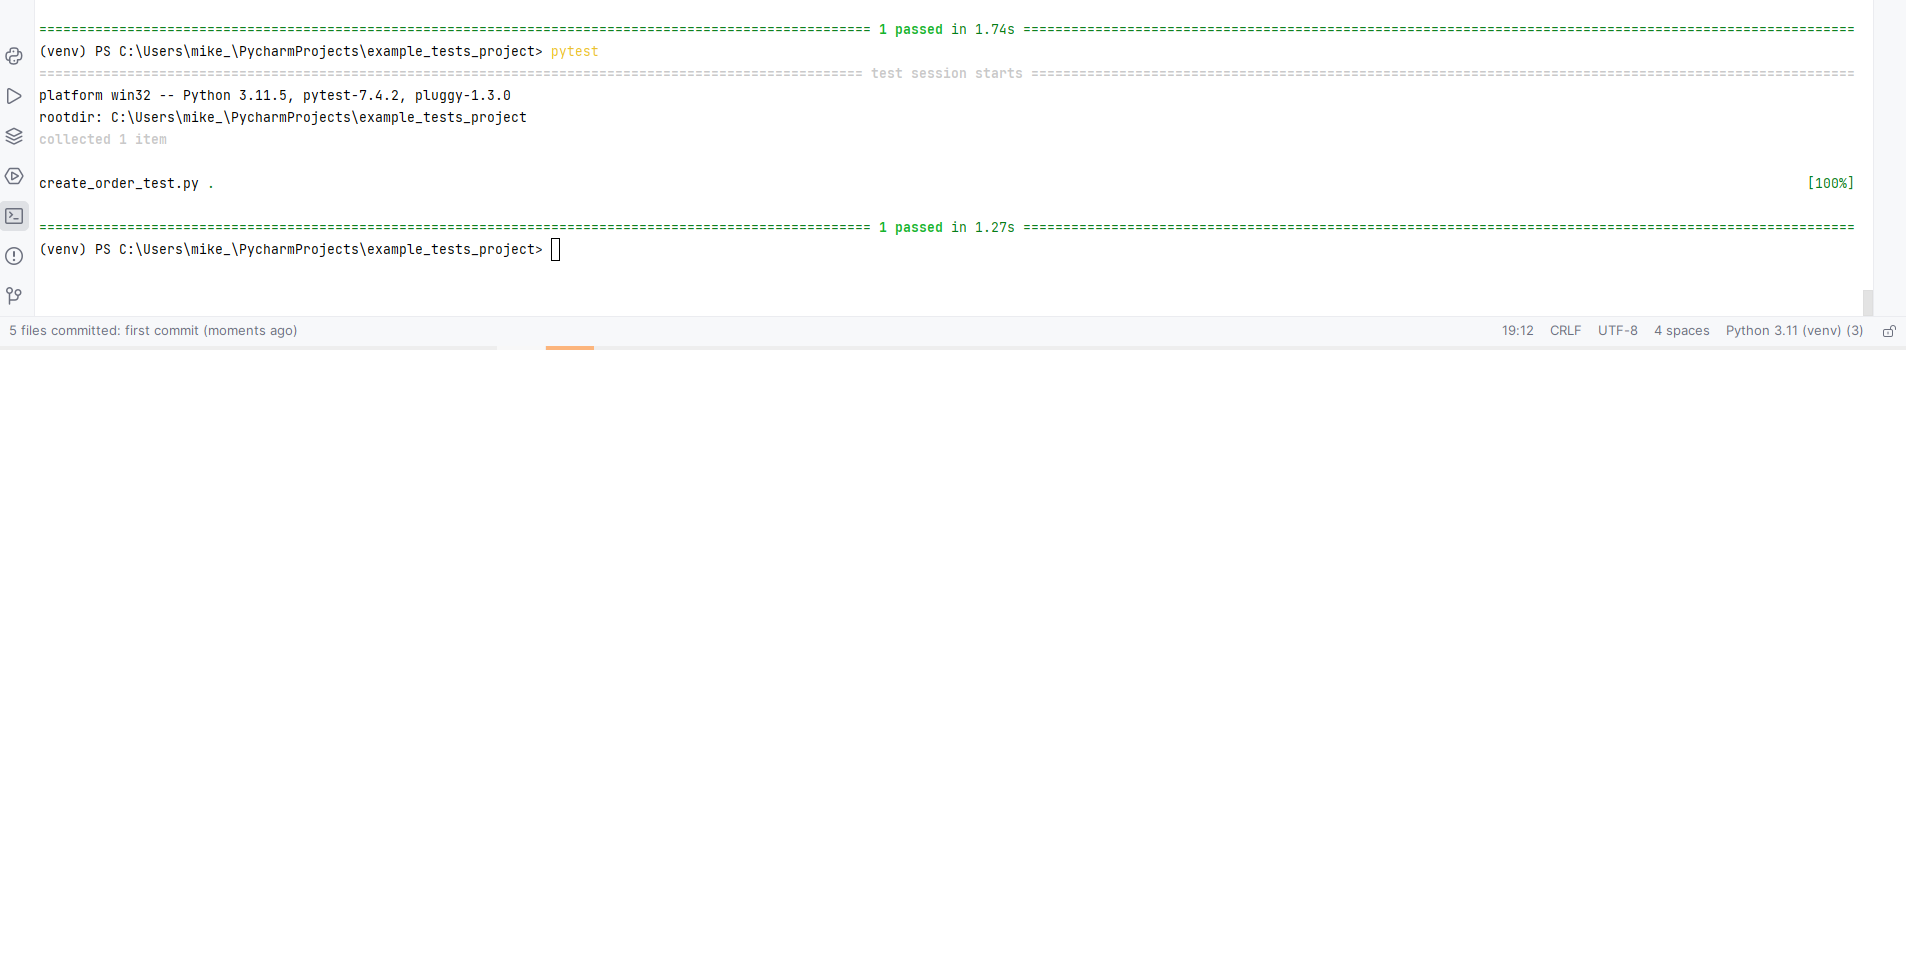 ======================================================================================================== 1 passed in 1.74s ========================================================================================================
(venv) PS C:\Users\mike_\PycharmProjects\example_tests_project> pytest
======================================================================================================= test session starts =======================================================================================================
platform win32 -- Python 3.11.5, pytest-7.4.2, pluggy-1.3.0
rootdir: C:\Users\mike_\PycharmProjects\example_tests_project
collected 1 item
create_order_test.py . [100%]
======================================================================================================== 1 passed in 1.27s ========================================================================================================
(venv) PS C:\Users\mike_\PycharmProjects\example_tests_project>
5 files committed: first commit (moments ago) 19:12 CRLF UTF-8 4 spaces Python 3.11 (venv) (3)